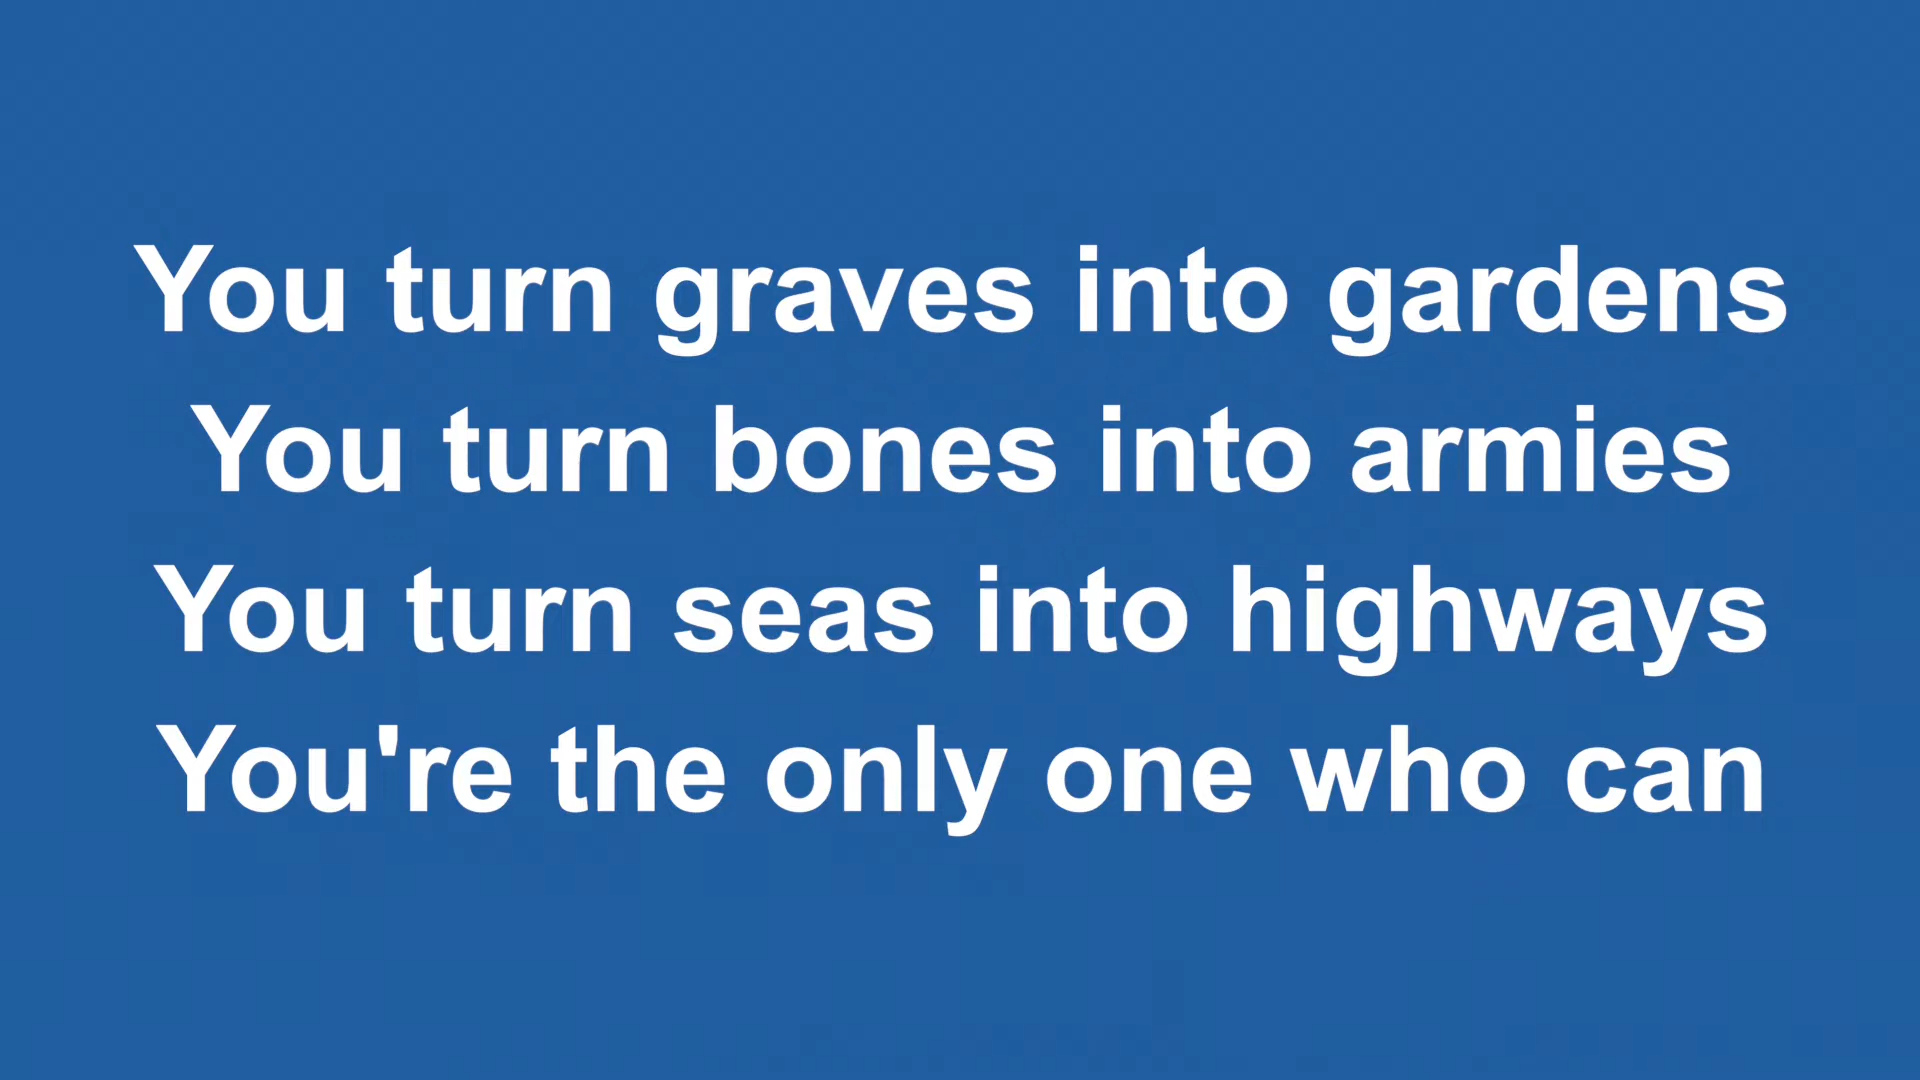 You turn graves into gardens
You turn bones into armies
You turn seas into highways
You're the only one who can